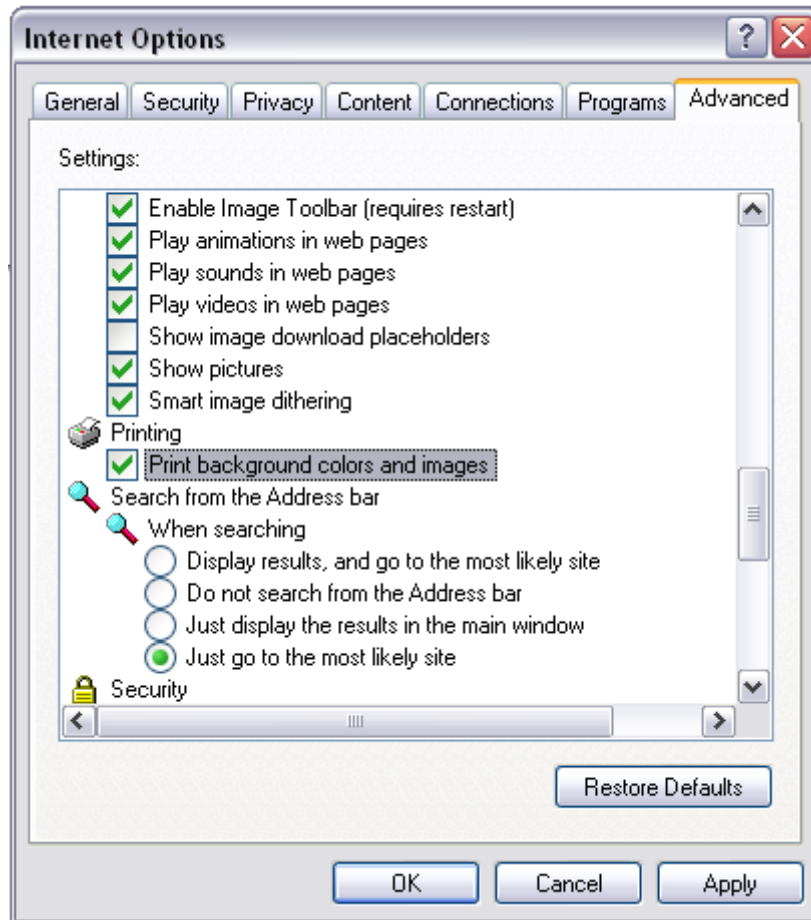 Internet Options
General Security Privacy Content Connections Programs Advanced
Settings:
Enable Image Toolbar (requires restart)
Play animations in web pages
Play sounds in web pages
Play videos in web pages
Show image download placeholders
Show pictures
Smart image dithering
Printing
Print background colors and images
Search from the Address bar
When searching
Display results, and go to the most likely site
Do not search from the Address bar
Just display the results in the main window
Just go to the most likely site
Security
Restore Defaults
OK Cancel Apply